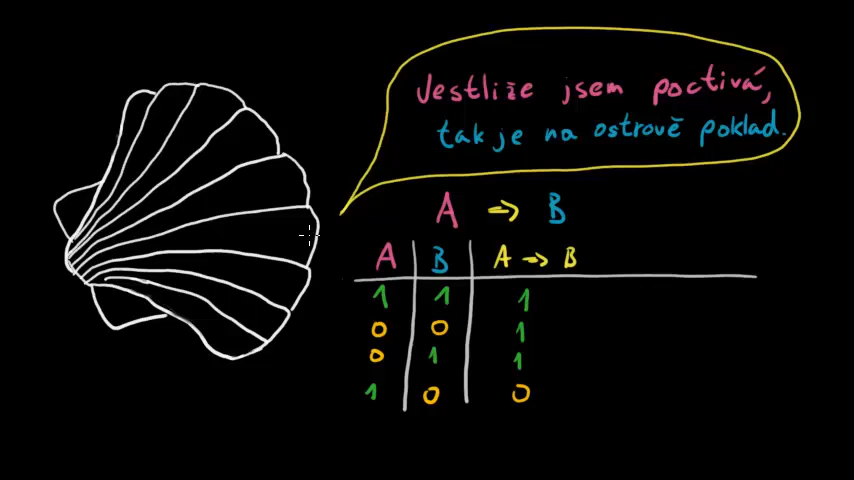 Jestliže jsem poctivá,
tak je na ostrově poklad.
A => B
A B A => B
1 1 1
0 0 1
0 1 1
1 0 0